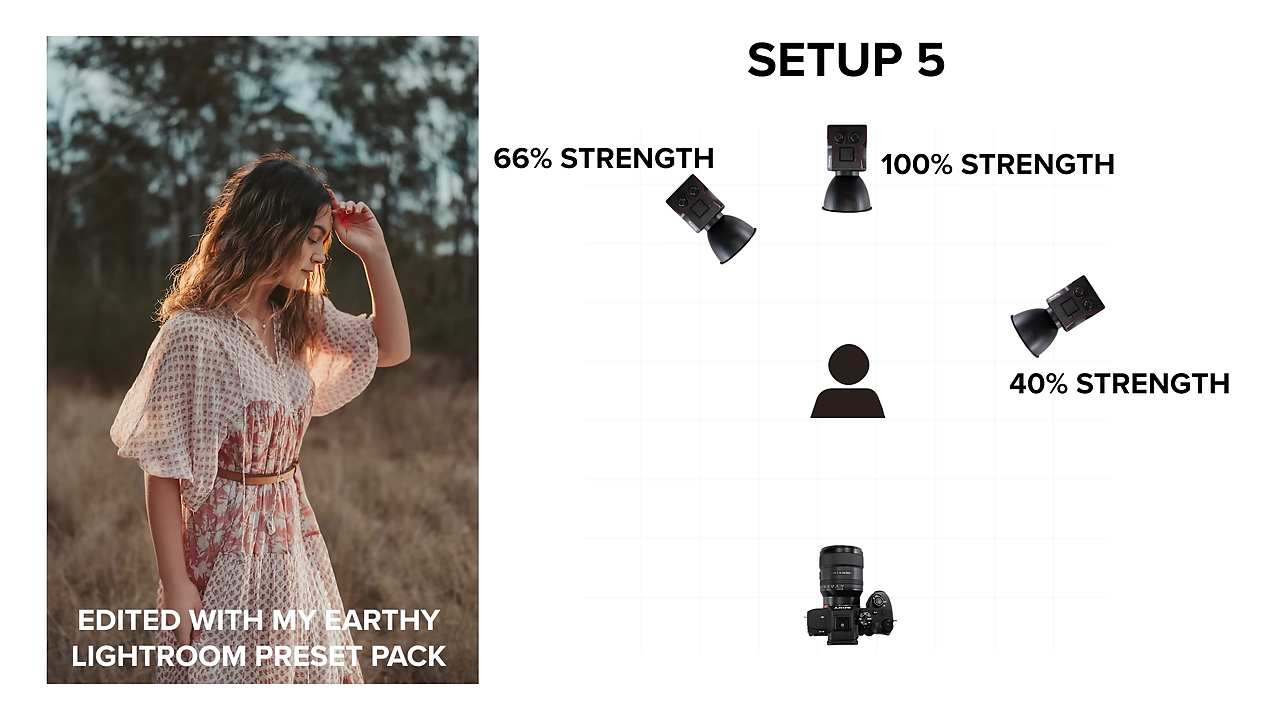 SETUP 5
66% STRENGTH
100% STRENGTH
40% STRENGTH
EDITED WITH MY EARTHY
LIGHTROOM PRESET PACK